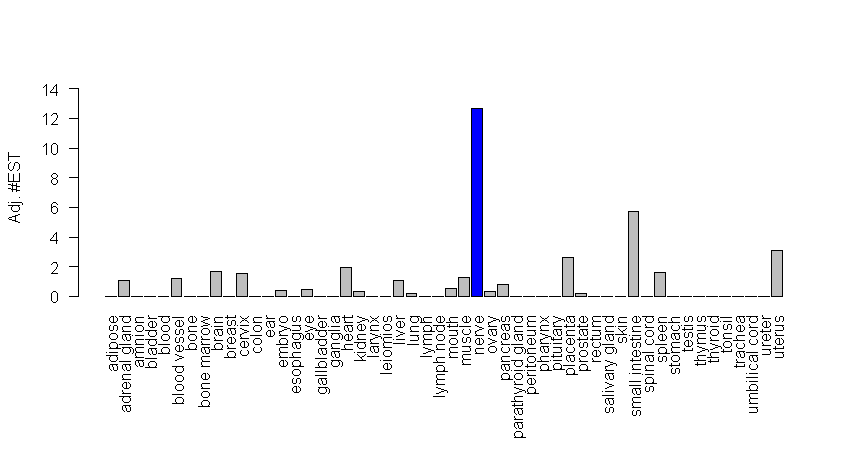 Adj. #EST
14
12
10
8
6
4
2
0
adipose
adrenal gland
amnion
bladder
blood
blood vessel
bone
bone marrow
brain
breast
cervix
colon
ear
embryo
esophagus
eye
gallbladder
ganglia
heart
kidney
larynx
leiomios
liver
lung
lymph
lymph node
mouth
muscle
nerve
ovary
pancreas
parathyroid gland
peritoneum
pharynx
pituitary
placenta
prostate
rectum
salivary gland
skin
small intestine
spinal cord
spleen
stomach
testis
thymus
thyroid
tonsil
trachea
umbilical cord
ureter
uterus